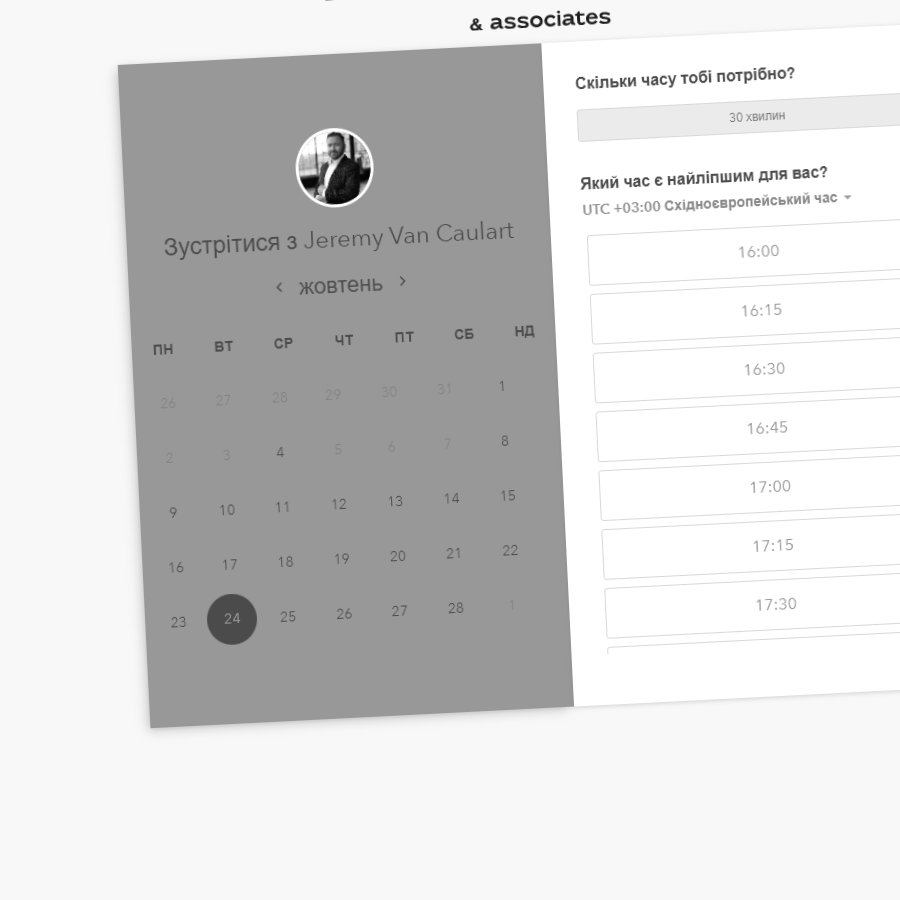 & associates
Зустрітися з Jeremy Van Caulart
‹ жовтень ›
ПН ВТ СР ЧТ ПТ СБ НД
26 27 28 29 30 31 1
2 3 4 5 6 7 8
9 10 11 12 13 14 15
16 17 18 19 20 21 22
23 24 25 26 27 28 1
Скільки часу тобі потрібно?
30 хвилин
Який час є найліпшим для вас?
UTC +03:00 Східноєвропейський час
16:00
16:15
16:30
16:45
17:00
17:15
17:30